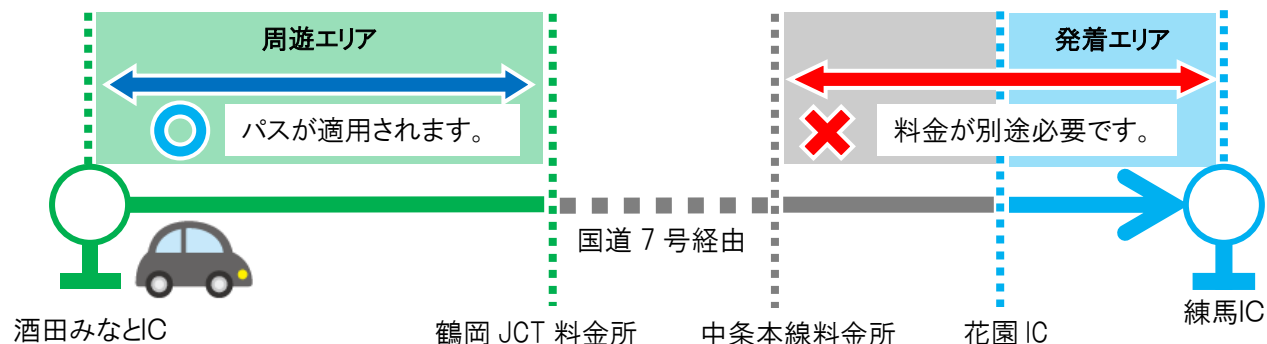 周遊エリア
発着エリア
パスが適用されます。
料金が別途必要です。
国道 7 号経由
酒田みなとIC
鶴岡 JCT 料金所
中条本線料金所
花園 IC
練馬IC